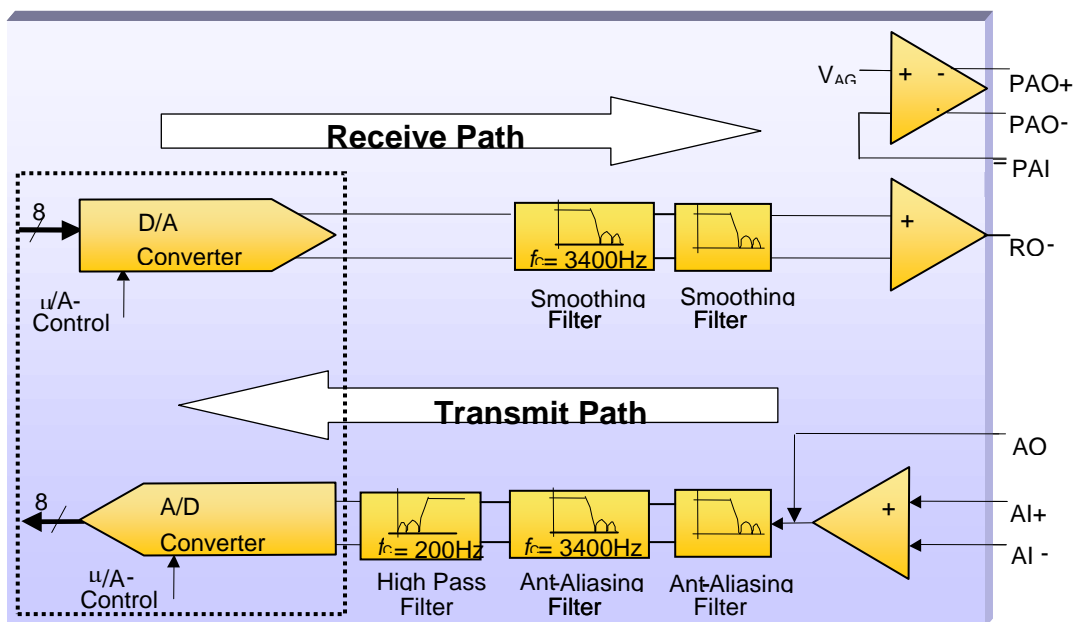 VAG
+ -
PAO+
PAO-
PAI
Receive Path
8
D/A
Converter
μ/A-
Control
fC= 3400Hz
Smoothing
Filter
Smoothing
Filter
+
RO-
Transmit Path
AO
8
A/D
Converter
μ/A-
Control
fC= 200Hz
High Pass
Filter
fC= 3400Hz
Ant-Aliasing
Filter
Ant-Aliasing
Filter
+
AI+
AI -